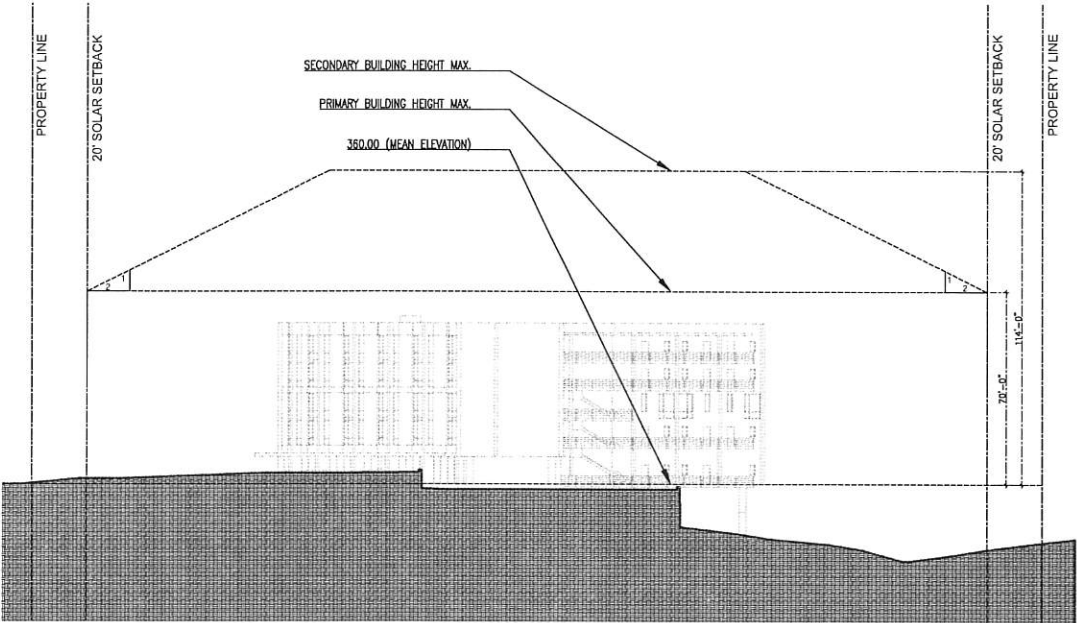 PROPERTY LINE
20' SOLAR SETBACK
SECONDARY BUILDING HEIGHT MAX.
PRIMARY BUILDING HEIGHT MAX.
360.00 (MEAN ELEVATION)
20' SOLAR SETBACK
PROPERTY LINE
1
2
1
2
70'-0"
114'-0"